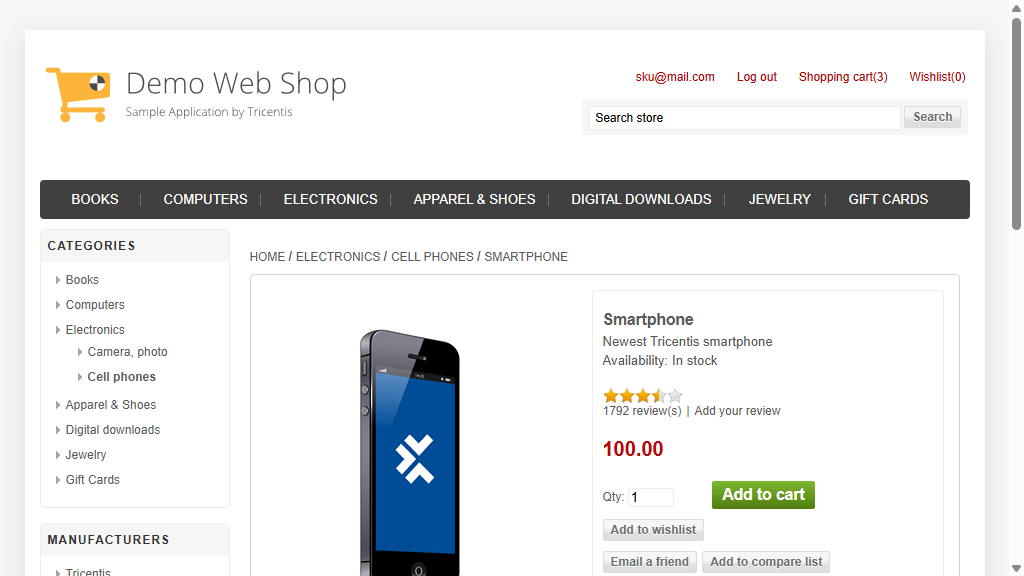 Demo Web Shop
Sample Application by Tricentis
sku@mail.com Log out Shopping cart(3) Wishlist(0)
Search store Search
BOOKS COMPUTERS ELECTRONICS APPAREL & SHOES DIGITAL DOWNLOADS JEWELRY GIFT CARDS
CATEGORIES
Books
Computers
Electronics
Camera, photo
Cell phones
Apparel & Shoes
Digital downloads
Jewelry
Gift Cards
MANUFACTURERS
Tricentis
HOME / ELECTRONICS / CELL PHONES / SMARTPHONE
Smartphone
Newest Tricentis smartphone
Availability: In stock
1792 review(s) | Add your review
100.00
Qty: 1 Add to cart
Add to wishlist
Email a friend Add to compare list